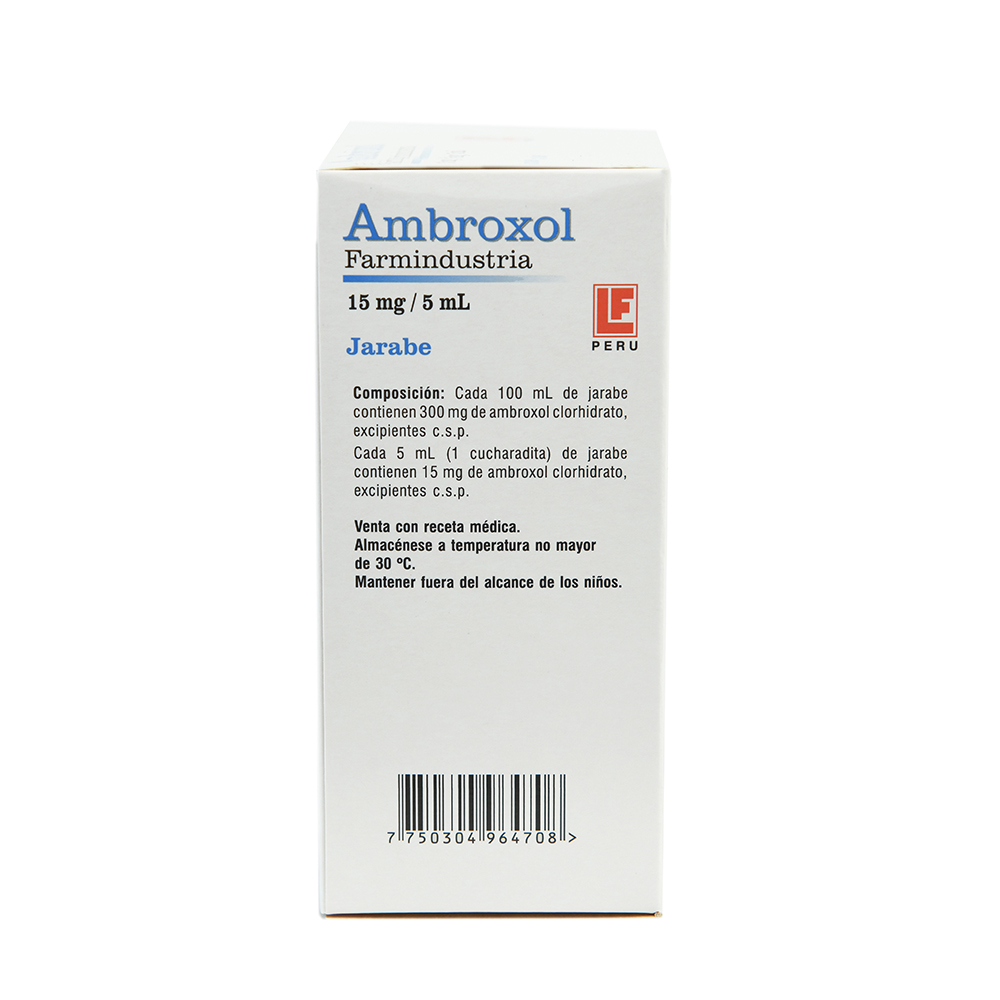 Ambroxol
Farmindustria
15 mg / 5 mL
LF
PERU
Jarabe
Composición: Cada 100 mL de jarabe
contienen 300 mg de ambroxol clorhidrato,
excipientes c.s.p.
Cada 5 mL (1 cucharadita) de jarabe
contienen 15 mg de ambroxol clorhidrato,
excipientes c.s.p.
Venta con receta médica.
Almacénese a temperatura no mayor
de 30 ºC.
Mantener fuera del alcance de los niños.
7 750304 964708 >